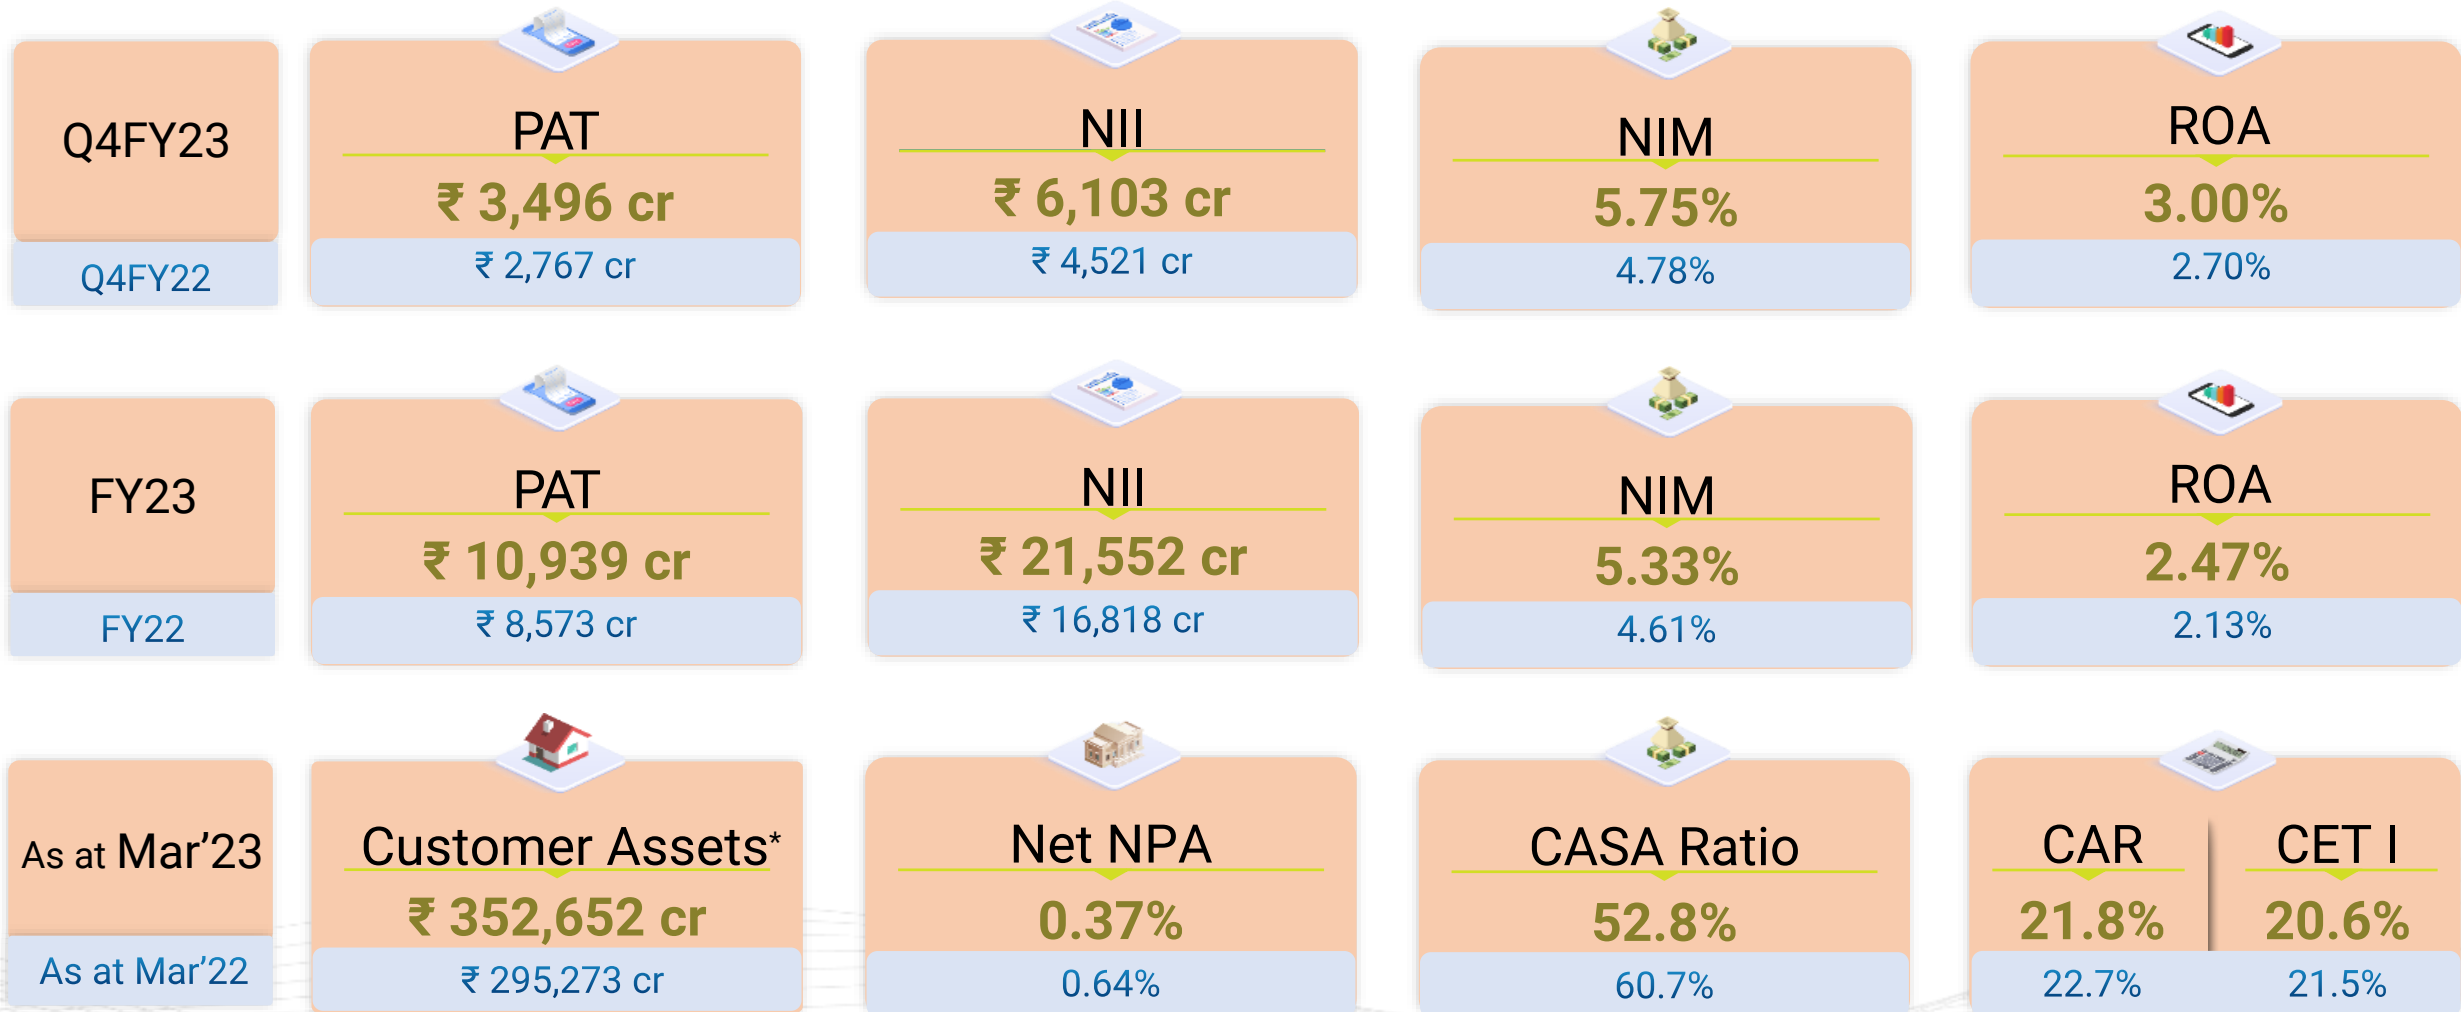 Q4FY23
Q4FY22
PAT
₹ 3,496 cr
₹ 2,767 cr
NII
₹ 6,103 cr
₹ 4,521 cr
NIM
5.75%
4.78%
ROA
3.00%
2.70%
FY23
FY22
PAT
₹ 10,939 cr
₹ 8,573 cr
NII
₹ 21,552 cr
₹ 16,818 cr
NIM
5.33%
4.61%
ROA
2.47%
2.13%
As at Mar’23
As at Mar’22
Customer Assets*
₹ 352,652 cr
₹ 295,273 cr
Net NPA
0.37%
0.64%
CASA Ratio
52.8%
60.7%
CAR
21.8%
22.7%
CET I
20.6%
21.5%